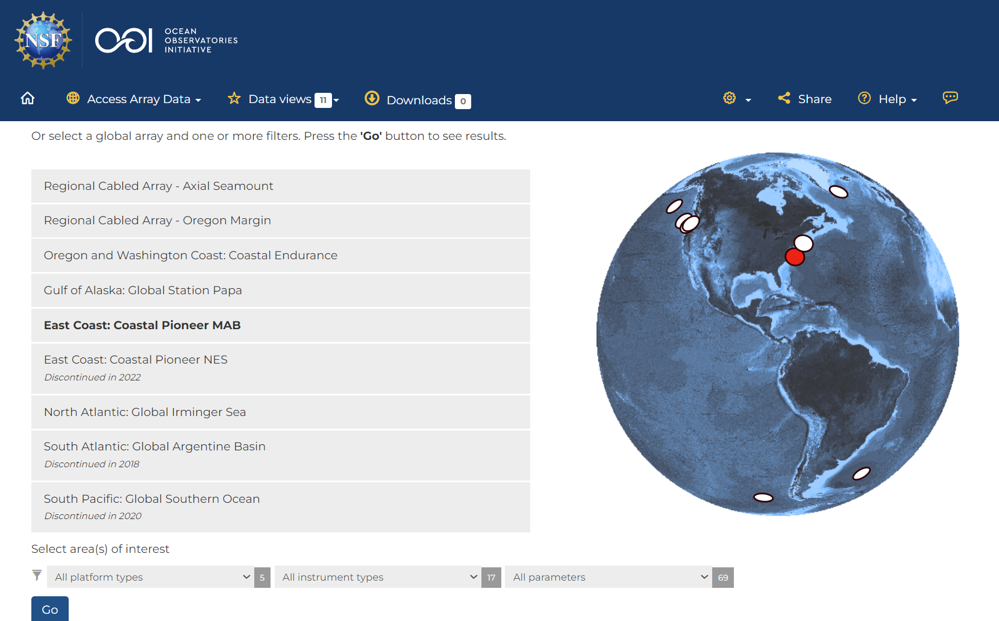 NSF
OOI
OCEAN
OBSERVATORIES
INITIATIVE
Access Array Data
Data views 11
Downloads 0
Share
Help
Or select a global array and one or more filters. Press the 'Go' button to see results.
Regional Cabled Array - Axial Seamount
Regional Cabled Array - Oregon Margin
Oregon and Washington Coast: Coastal Endurance
Gulf of Alaska: Global Station Papa
East Coast: Coastal Pioneer MAB
East Coast: Coastal Pioneer NES
Discontinued in 2022
North Atlantic: Global Irminger Sea
South Atlantic: Global Argentine Basin
Discontinued in 2018
South Pacific: Global Southern Ocean
Discontinued in 2020
Select area(s) of interest
All platform types 5
All instrument types 17
All parameters 69
Go